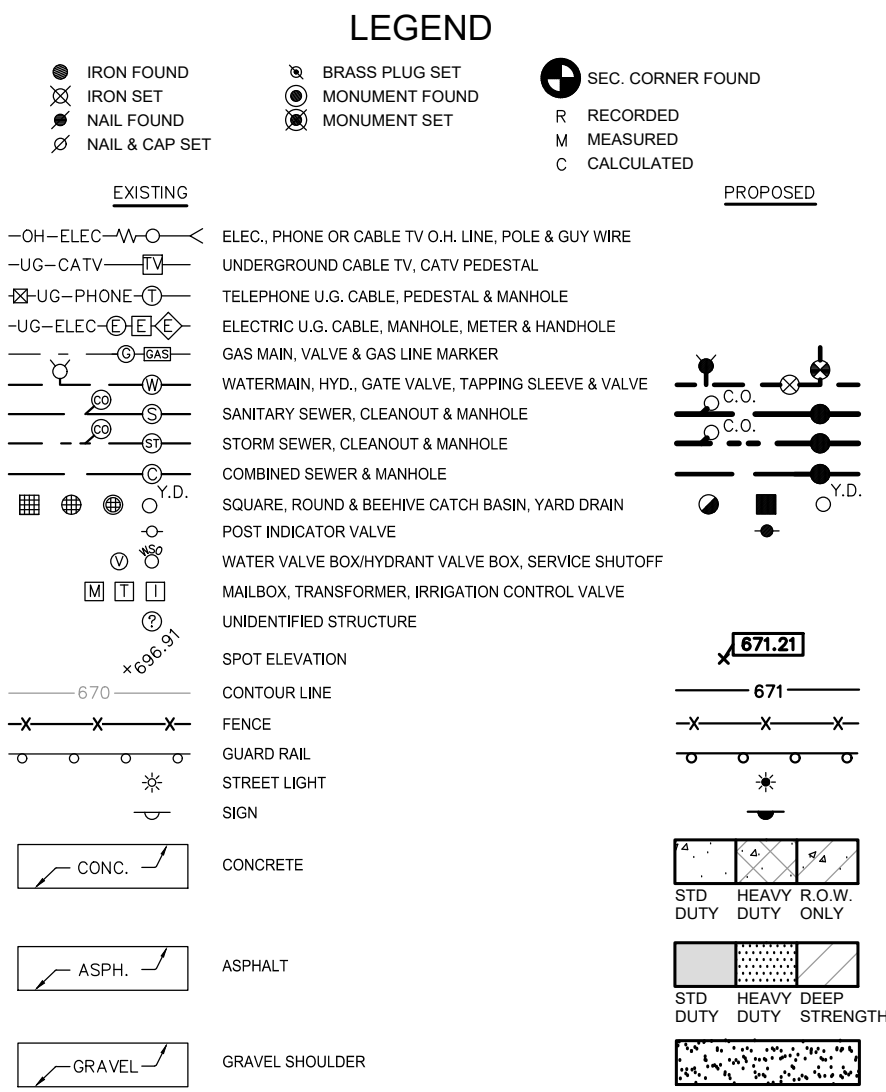 LEGEND
IRON FOUND
IRON SET
NAIL FOUND
NAIL & CAP SET
BRASS PLUG SET
MONUMENT FOUND
MONUMENT SET
SEC. CORNER FOUND
R RECORDED
M MEASURED
C CALCULATED
EXISTING PROPOSED
OH-ELEC ELEC., PHONE OR CABLE TV O.H. LINE, POLE & GUY WIRE
UG-CATV TV UNDERGROUND CABLE TV, CATV PEDESTAL
UG-PHONE T TELEPHONE U.G. CABLE, PEDESTAL & MANHOLE
UG-ELEC E E E ELECTRIC U.G. CABLE, MANHOLE, METER & HANDHOLE
G GAS GAS MAIN, VALVE & GAS LINE MARKER
W WATERMAIN, HYD., GATE VALVE, TAPPING SLEEVE & VALVE
CO S SANITARY SEWER, CLEANOUT & MANHOLE C.O.
CO ST STORM SEWER, CLEANOUT & MANHOLE C.O.
C COMBINED SEWER & MANHOLE
Y.D. SQUARE, ROUND & BEEHIVE CATCH BASIN, YARD DRAIN Y.D.
POST INDICATOR VALVE
V WSO WATER VALVE BOX/HYDRANT VALVE BOX, SERVICE SHUTOFF
M T I MAILBOX, TRANSFORMER, IRRIGATION CONTROL VALVE
? UNIDENTIFIED STRUCTURE
+696.91 SPOT ELEVATION 671.21
670 CONTOUR LINE 671
X X X FENCE X X X
GUARD RAIL
STREET LIGHT
SIGN
CONC. CONCRETE
STD DUTY
HEAVY DUTY
R.O.W. ONLY
ASPH. ASPHALT
STD DUTY
HEAVY DUTY
DEEP STRENGTH
GRAVEL GRAVEL SHOULDER